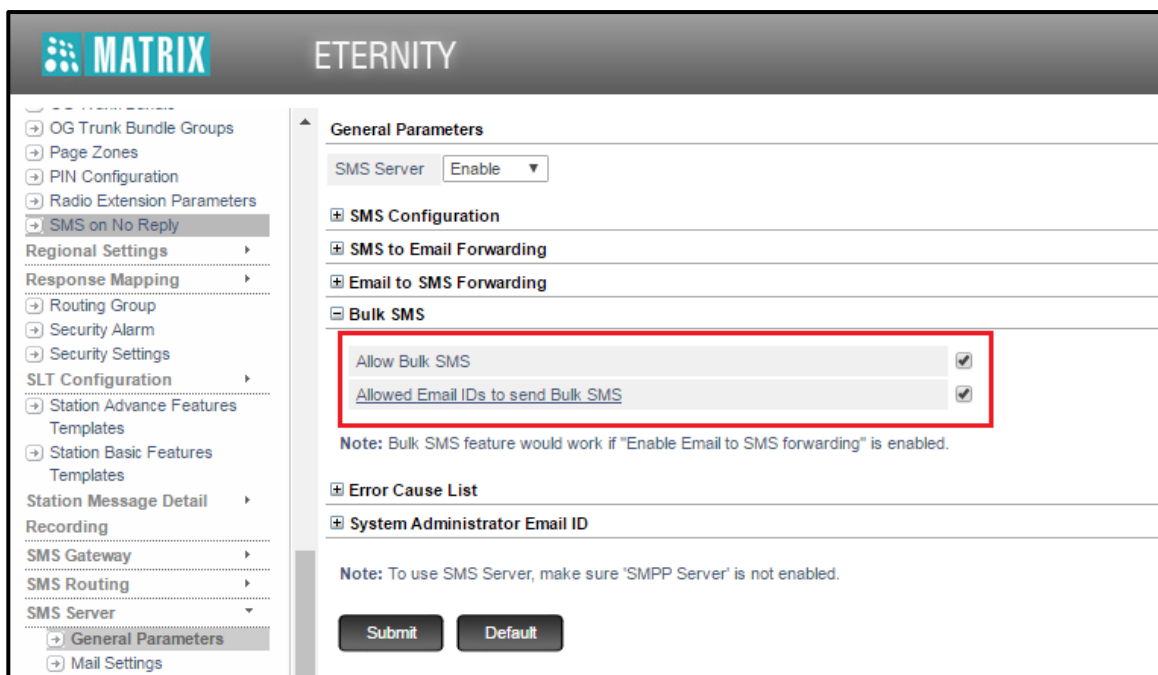 MATRIX
ETERNITY
OG Trunk Bundle Groups
Page Zones
PIN Configuration
Radio Extension Parameters
SMS on No Reply
Regional Settings
Response Mapping
Routing Group
Security Alarm
Security Settings
SLT Configuration
Station Advance Features
Templates
Station Basic Features
Templates
Station Message Detail
Recording
SMS Gateway
SMS Routing
SMS Server
General Parameters
Mail Settings
General Parameters
SMS Server Enable
SMS Configuration
SMS to Email Forwarding
Email to SMS Forwarding
Bulk SMS
Allow Bulk SMS
Allowed Email IDs to send Bulk SMS
Note: Bulk SMS feature would work if "Enable Email to SMS forwarding" is enabled.
Error Cause List
System Administrator Email ID
Note: To use SMS Server, make sure 'SMPP Server' is not enabled.
Submit Default